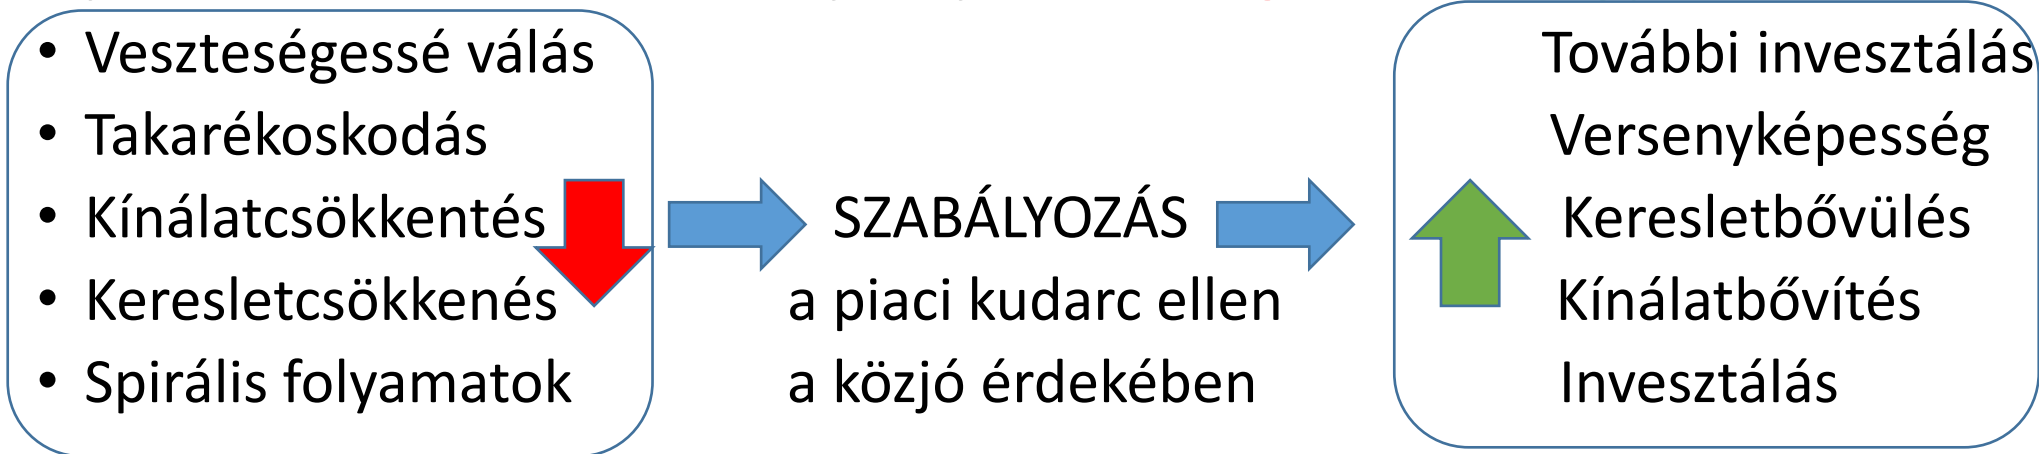 • Veszteségessé válás
• Takarékoskodás
• Kínálatcsökkentés
• Keresletcsökkenés
• Spirális folyamatok
SZABÁLYOZÁS
a piaci kudarc ellen
a közjó érdekében
További invesztálás
Versenyképesség
Keresletbővülés
Kínálatbővítés
Invesztálás